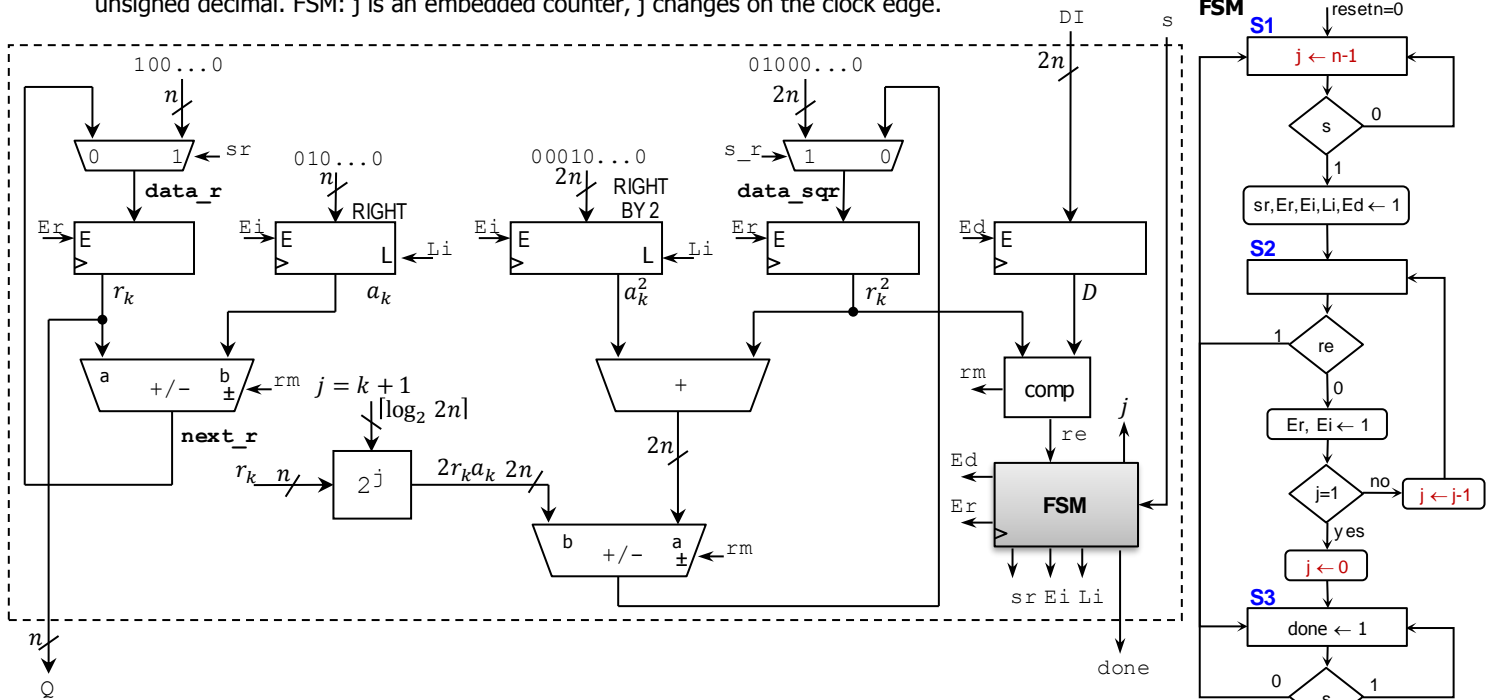 unsigned decimal. FSM: j is an embedded counter, j changes on the clock edge.
FSM
resetn=0
DI
s
S1
100...0
01000...0
2n
j ← n-1
n
2n
s
0
0
1
sr
010...0
00010...0
s_r
1
0
1
n
2n
RIGHT BY 2
data_r
RIGHT
data_sqr
sr,Er,Ei,Li,Ed ← 1
Er
E
Ei
E
L
Li
Ei
E
L
Li
Er
E
Ed
E
S2
r_k
a_k
a_k^2
r_k^2
D
1
re
a
+/-
b
±
rm
j = k + 1
⌈log_2 2n⌉
+
rm
comp
0
Er, Ei ← 1
next_r
re
j
2n
r_k
n
2^j
2r_k a_k
2n
Ed
Er
FSM
j=1
no
j ← j-1
yes
b
+/-
a
±
rm
j ← 0
sr
Ei
Li
S3
done ← 1
n
done
0
s
1
Q